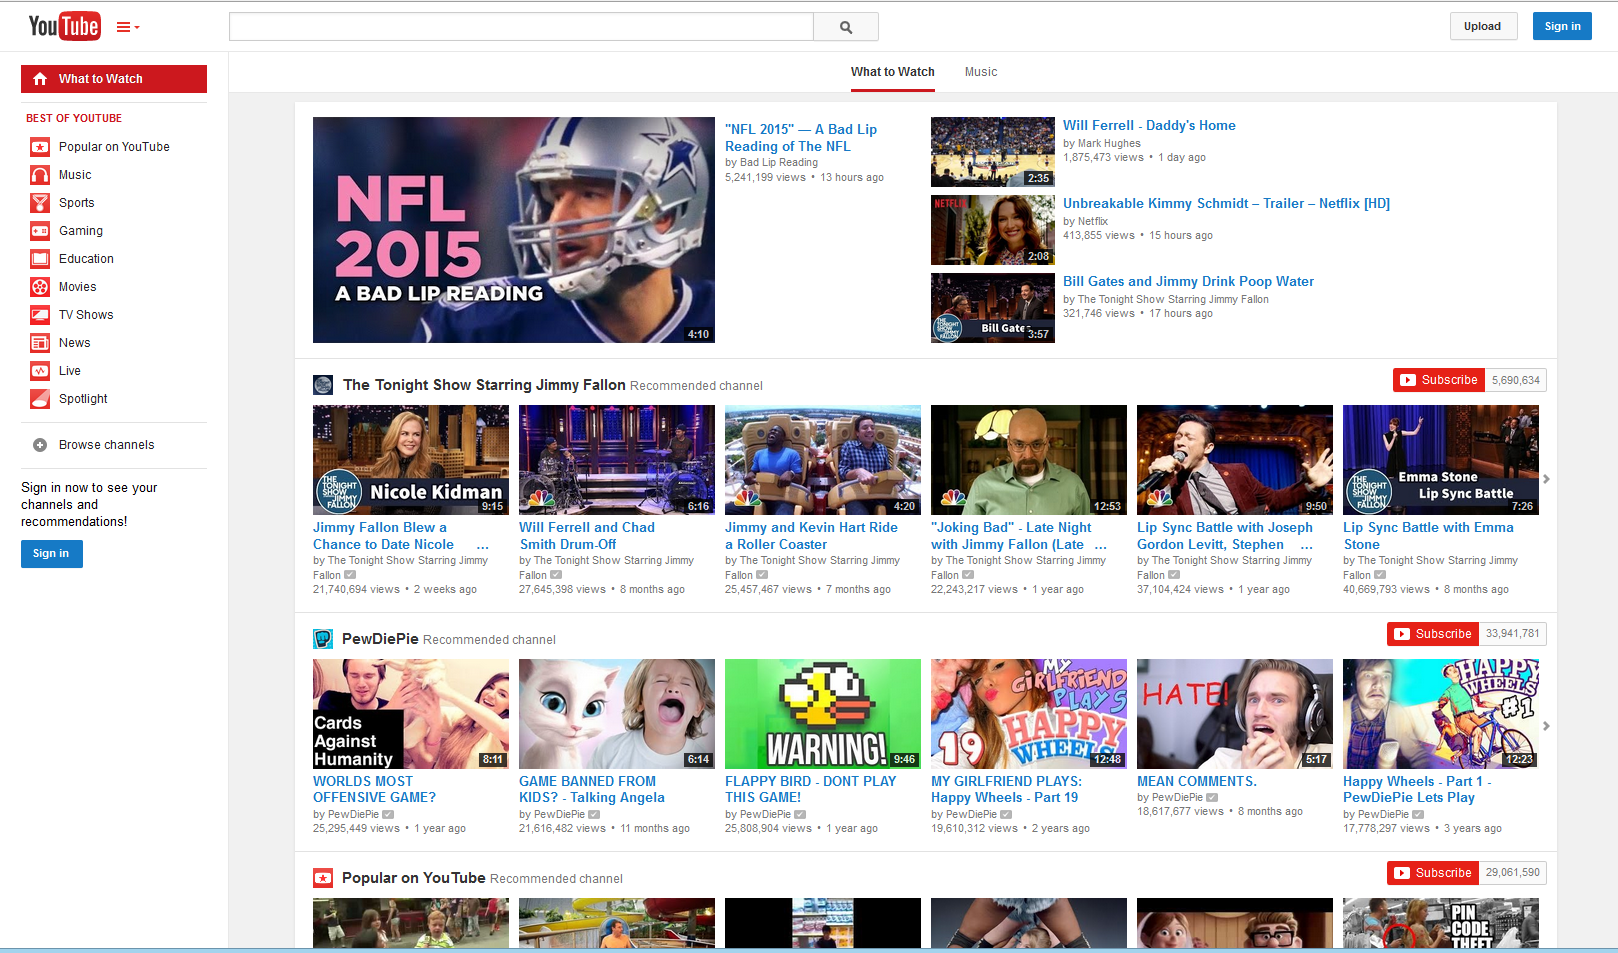 YouTube
Upload
Sign in
What to Watch
BEST OF YOUTUBE
Popular on YouTube
Music
Sports
Gaming
Education
Movies
TV Shows
News
Live
Spotlight
Browse channels
Sign in now to see your
channels and
recommendations!
Sign in
What to Watch Music
NFL
2015
A BAD LIP READING
4:10
"NFL 2015" — A Bad Lip
Reading of The NFL
by Bad Lip Reading
5,241,199 views • 13 hours ago
2:35
Will Ferrell - Daddy's Home
by Mark Hughes
1,875,473 views • 1 day ago
NETFLIX
2:08
Unbreakable Kimmy Schmidt – Trailer – Netflix [HD]
by Netflix
413,855 views • 15 hours ago
THE
TONIGHT
SHOW
JIMMY
FALLON
Bill Gates
3:57
Bill Gates and Jimmy Drink Poop Water
by The Tonight Show Starring Jimmy Fallon
321,746 views • 17 hours ago
The Tonight Show Starring Jimmy Fallon Recommended channel
Subscribe 5,690,634
THE
TONIGHT
SHOW
JIMMY
FALLON
Nicole Kidman
9:15
Jimmy Fallon Blew a
Chance to Date Nicole ...
by The Tonight Show Starring Jimmy
Fallon
21,740,694 views • 2 weeks ago
6:16
Will Ferrell and Chad
Smith Drum-Off
by The Tonight Show Starring Jimmy
Fallon
27,645,398 views • 8 months ago
4:20
Jimmy and Kevin Hart Ride
a Roller Coaster
by The Tonight Show Starring Jimmy
Fallon
25,457,467 views • 7 months ago
12:53
"Joking Bad" - Late Night
with Jimmy Fallon (Late ...
by The Tonight Show Starring Jimmy
Fallon
22,243,217 views • 1 year ago
9:50
Lip Sync Battle with Joseph
Gordon Levitt, Stephen ...
by The Tonight Show Starring Jimmy
Fallon
37,104,424 views • 1 year ago
THE
TONIGHT
SHOW
JIMMY
FALLON
Emma Stone
Lip Sync Battle
7:26
Lip Sync Battle with Emma
Stone
by The Tonight Show Starring Jimmy
Fallon
40,669,793 views • 8 months ago
PewDiePie Recommended channel
Subscribe 33,941,781
Cards
Against
Humanity
8:11
WORLDS MOST
OFFENSIVE GAME?
by PewDiePie
25,295,449 views • 1 year ago
6:14
GAME BANNED FROM
KIDS? - Talking Angela
by PewDiePie
21,616,482 views • 11 months ago
WARNING!
9:46
FLAPPY BIRD - DONT PLAY
THIS GAME!
by PewDiePie
25,808,904 views • 1 year ago
MY
GIRLFRIEND
PLAYS
HAPPY
WHEELS
19
12:48
MY GIRLFRIEND PLAYS:
Happy Wheels - Part 19
by PewDiePie
19,610,312 views • 2 years ago
HATE!
5:17
MEAN COMMENTS.
by PewDiePie
18,617,677 views • 8 months ago
HAPPY
WHEELS
#1
12:23
Happy Wheels - Part 1 -
PewDiePie Lets Play
by PewDiePie
17,778,297 views • 3 years ago
Popular on YouTube Recommended channel
Subscribe 29,061,590
PIN
CODE
THEFT